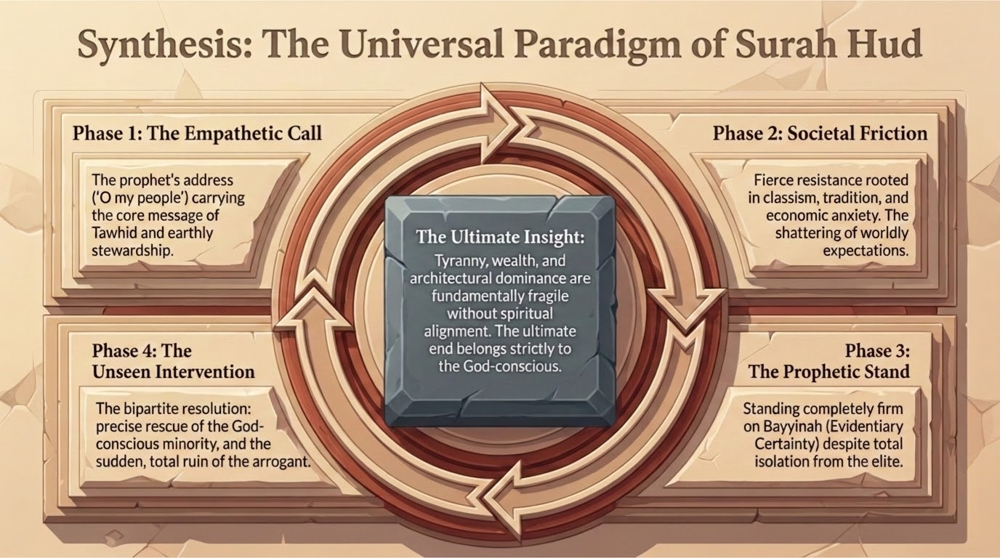 Synthesis: The Universal Paradigm of Surah Hud
Phase 1: The Empathetic Call
The prophet's address
('O my people') carrying
the core message of
Tawhid and earthly
stewardship.
Phase 2: Societal Friction
Fierce resistance rooted
in classism, tradition, and
economic anxiety. The
shattering of worldly
expectations.
The Ultimate Insight:
Tyranny, wealth, and
architectural dominance are
fundamentally fragile
without spiritual
alignment. The ultimate
end belongs strictly to
the God-conscious.
Phase 3:
The Prophetic Stand
Standing completely firm
on Bayyinah (Evidentiary
Certainty) despite total
isolation from the elite.
Phase 4: The
Unseen Intervention
The bipartite resolution:
precise rescue of the God-
conscious minority, and the
sudden, total ruin of the arrogant.